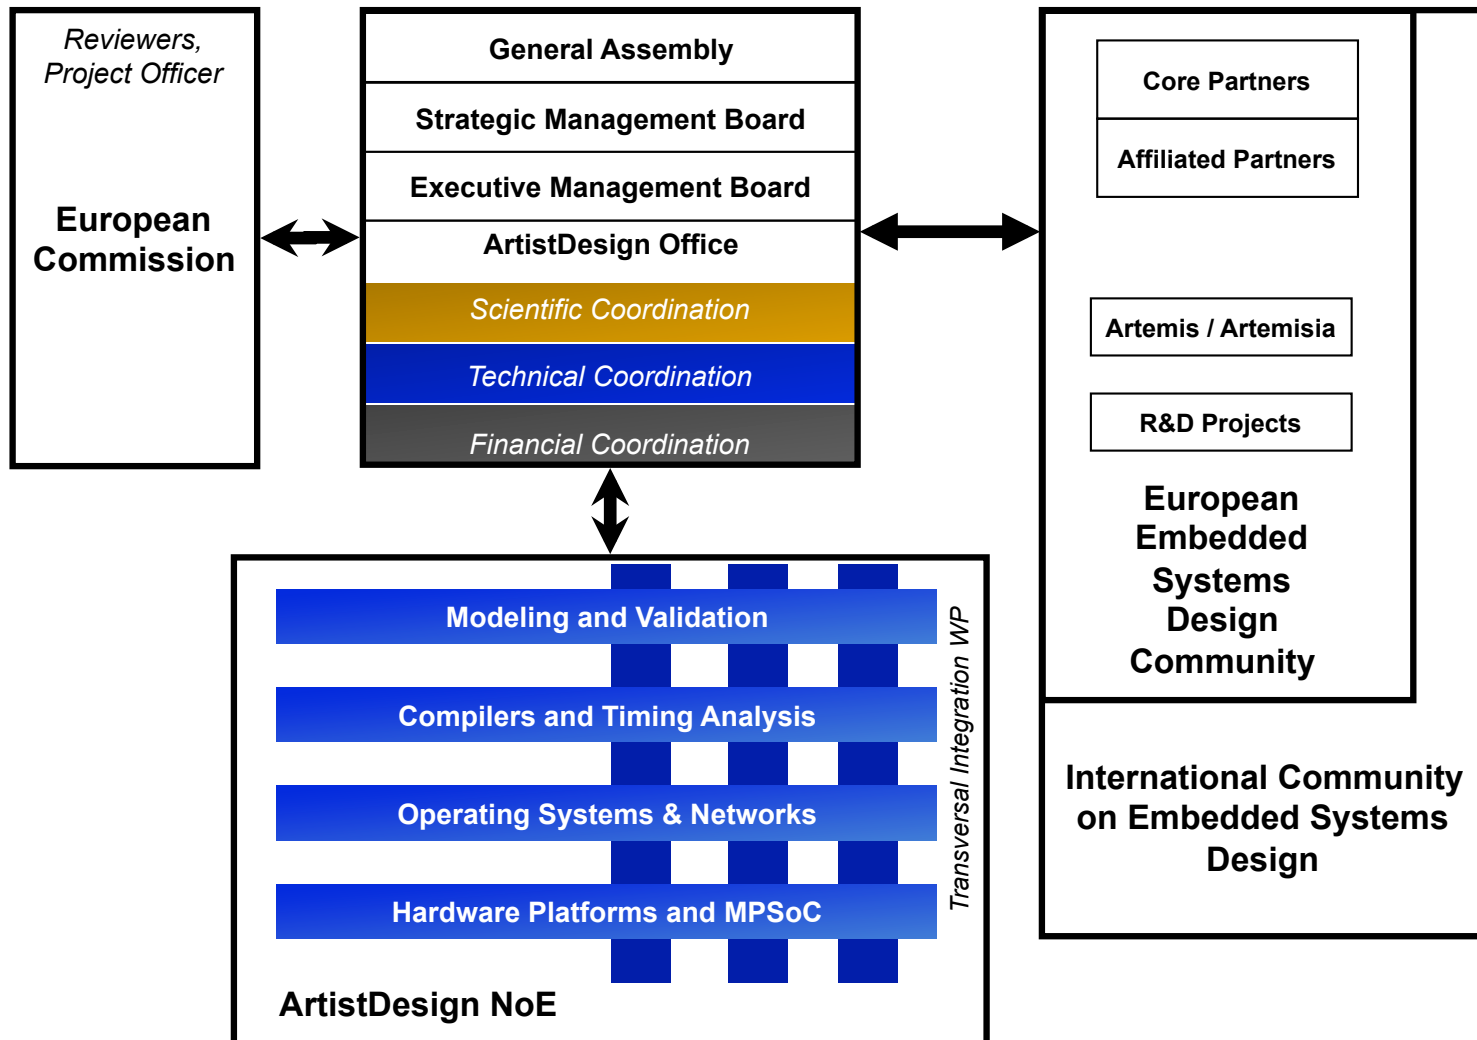 Reviewers,
Project Officer
European
Commission
General Assembly
Strategic Management Board
Executive Management Board
ArtistDesign Office
Scientific Coordination
Technical Coordination
Financial Coordination
Core Partners
Affiliated Partners
Artemis / Artemisia
R&D Projects
European
Embedded
Systems
Design
Community
International Community
on Embedded Systems
Design
Modeling and Validation
Compilers and Timing Analysis
Operating Systems & Networks
Hardware Platforms and MPSoC
Transversal Integration WP
ArtistDesign NoE